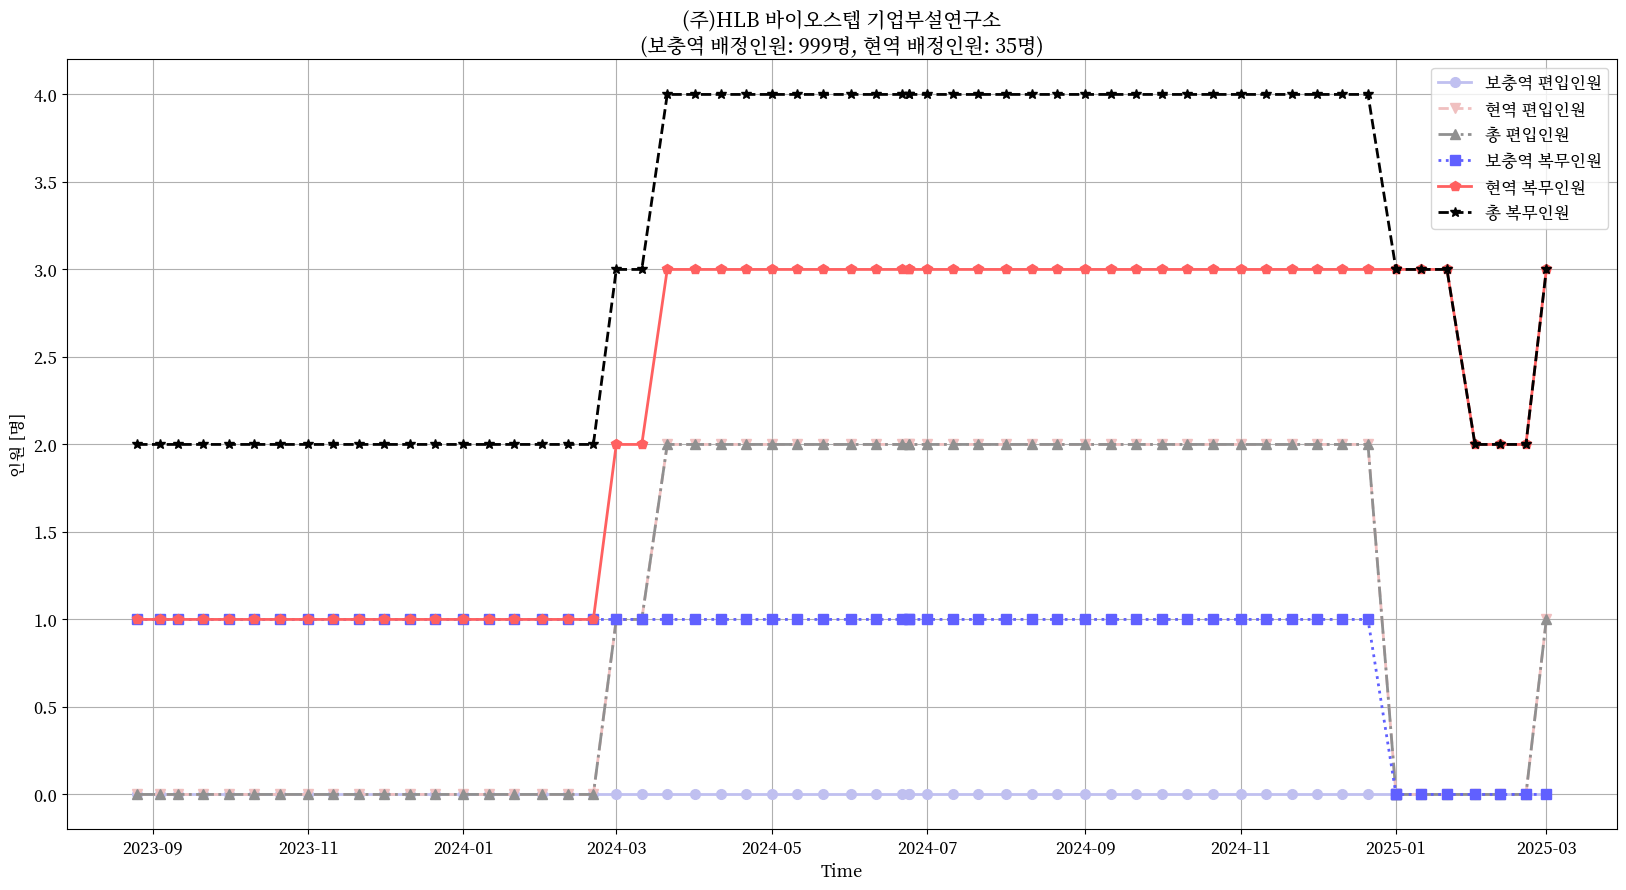 (주)HLB 바이오스텝 기업부설연구소
(보충역 배정인원: 999명, 현역 배정인원: 35명)
보충역 편입인원
현역 편입인원
총 편입인원
보충역 복무인원
현역 복무인원
총 복무인원
인원 [명]
4.0
3.5
3.0
2.5
2.0
1.5
1.0
0.5
0.0
2023-09 2023-11 2024-01 2024-03 2024-05 2024-07 2024-09 2024-11 2025-01 2025-03
Time